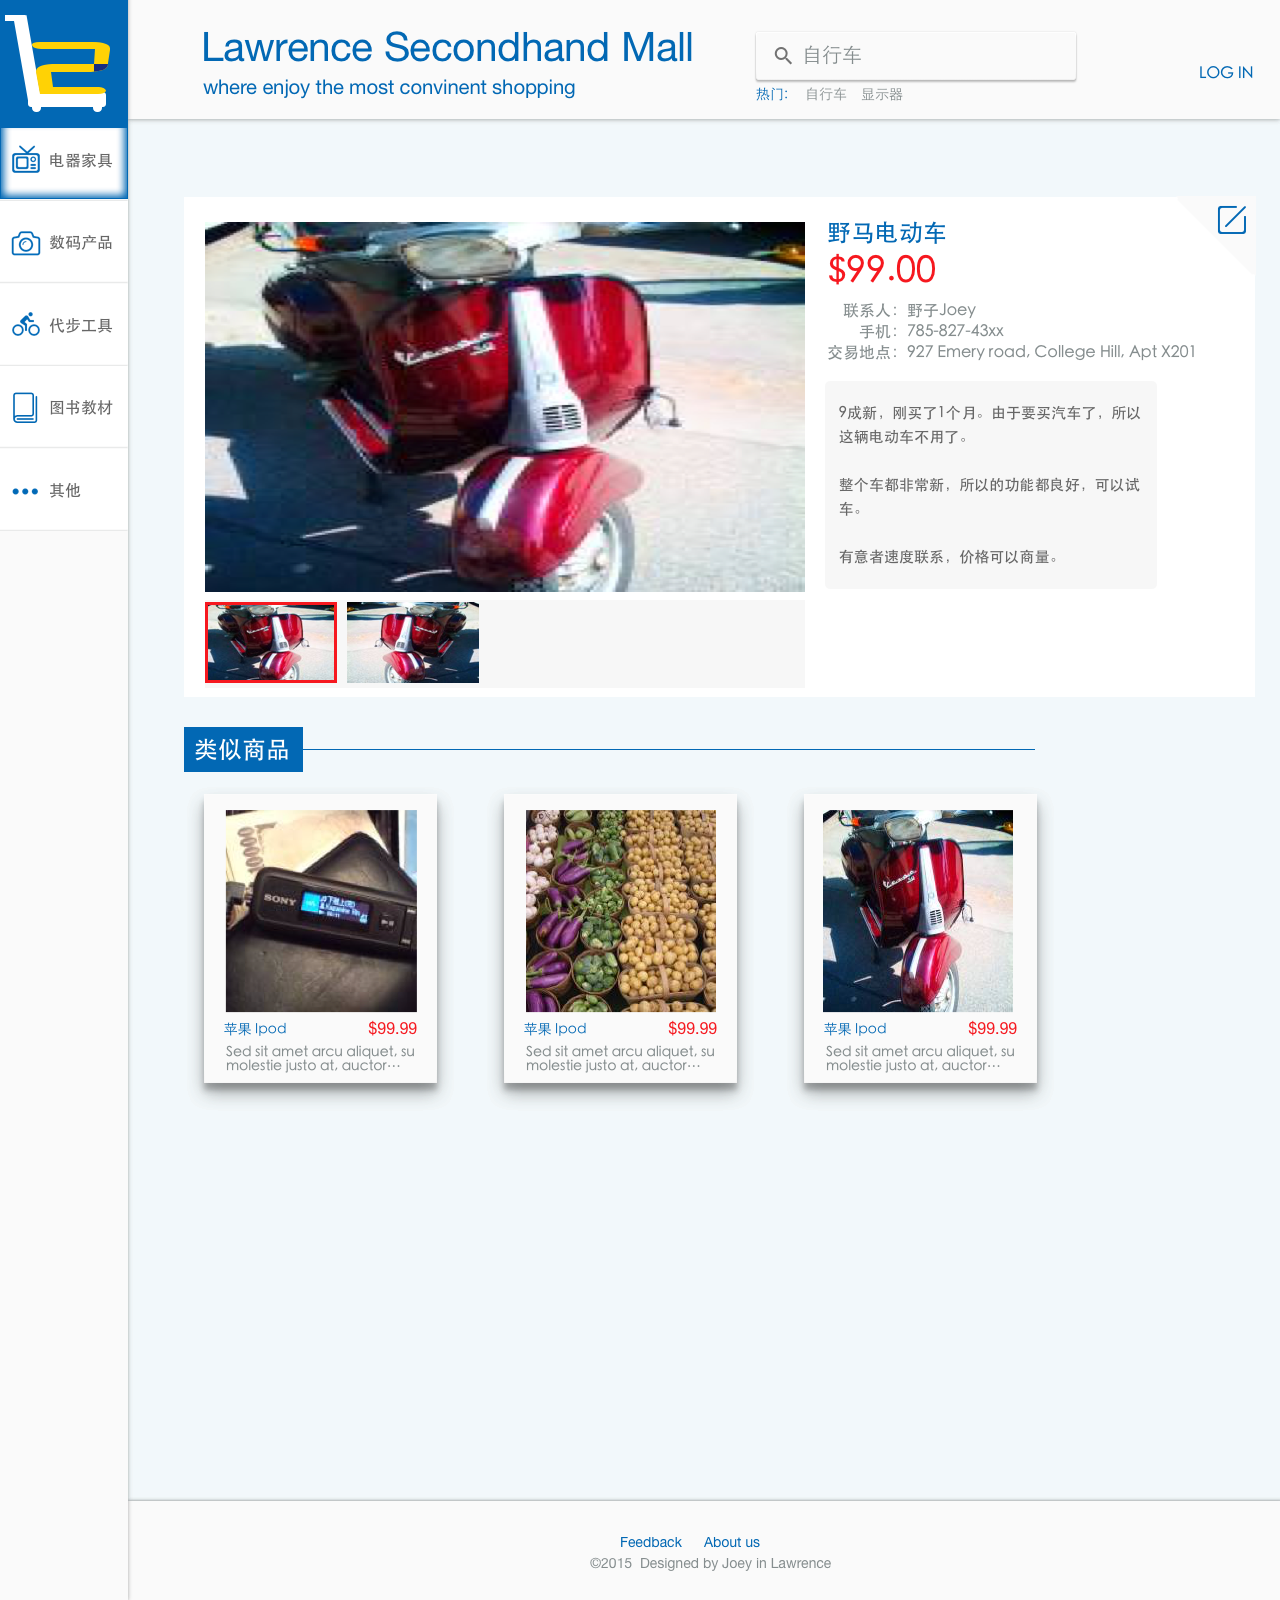 Lawrence Secondhand Mall
where enjoy the most convinent shopping
自行车
热门： 自行车 显示器
LOG IN
电器家具
数码产品
代步工具
图书教材
其他
野马电动车
$99.00
联系人：野子Joey
手机：785-827-43xx
交易地点：927 Emery road, College Hill, Apt X201
9成新，刚买了1个月。由于要买汽车了，所以
这辆电动车不用了。
整个车都非常新，所以的功能都良好，可以试
车。
有意者速度联系，价格可以商量。
类似商品
SONY
苹果 Ipod $99.99
Sed sit amet arcu aliquet, su
molestie justo at, auctor…
苹果 Ipod $99.99
Sed sit amet arcu aliquet, su
molestie justo at, auctor…
苹果 Ipod $99.99
Sed sit amet arcu aliquet, su
molestie justo at, auctor…
Feedback About us
©2015 Designed by Joey in Lawrence